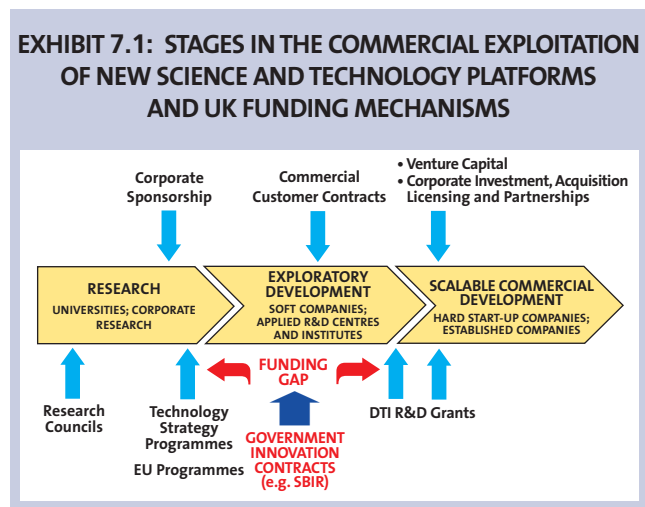 EXHIBIT 7.1: STAGES IN THE COMMERCIAL EXPLOITATION
OF NEW SCIENCE AND TECHNOLOGY PLATFORMS
AND UK FUNDING MECHANISMS
Corporate
Sponsorship
Commercial
Customer Contracts
• Venture Capital
• Corporate Investment, Acquisition
Licensing and Partnerships
RESEARCH
UNIVERSITIES; CORPORATE
RESEARCH
EXPLORATORY
DEVELOPMENT
SOFT COMPANIES;
APPLIED R&D CENTRES
AND INSTITUTES
SCALABLE COMMERCIAL
DEVELOPMENT
HARD START-UP COMPANIES;
ESTABLISHED COMPANIES
FUNDING
GAP
Research
Councils
Technology
Strategy
Programmes
EU Programmes
GOVERNMENT
INNOVATION
CONTRACTS
(e.g. SBIR)
DTI R&D Grants